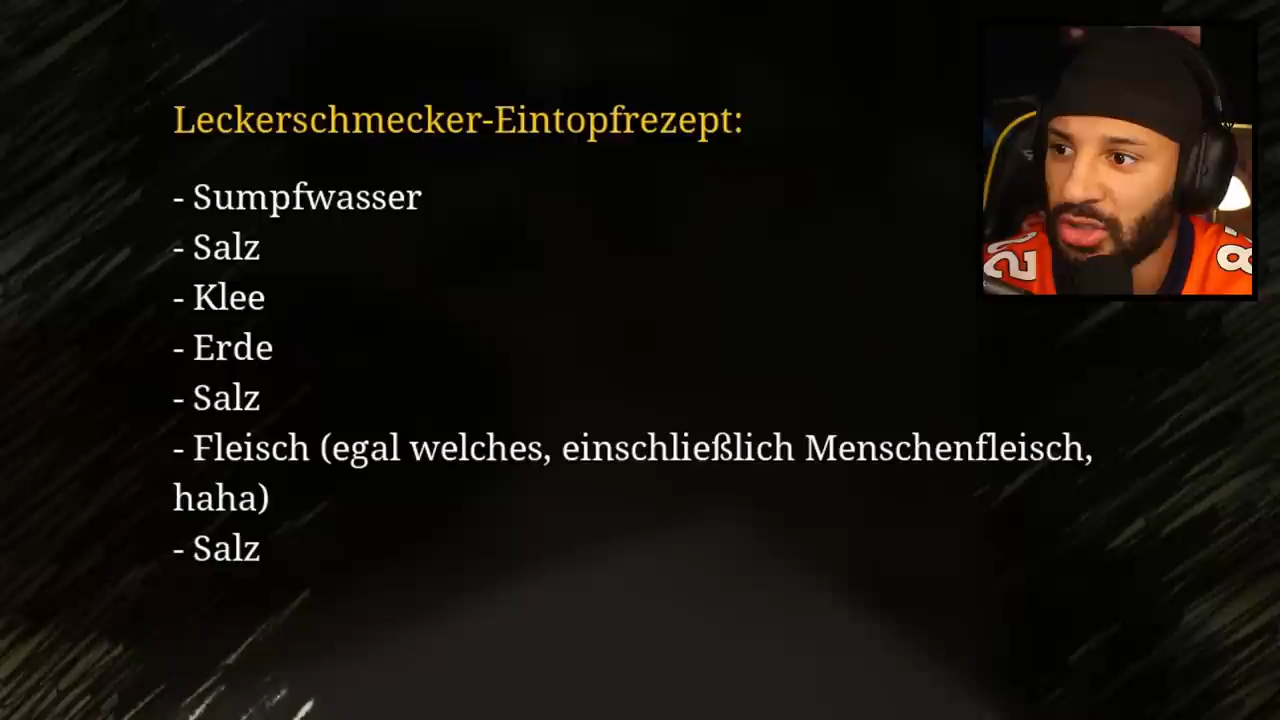 Leckerschmecker-Eintopfrezept:
- Sumpfwasser
- Salz
- Klee
- Erde
- Salz
- Fleisch (egal welches, einschließlich Menschenfleisch,
haha)
- Salz